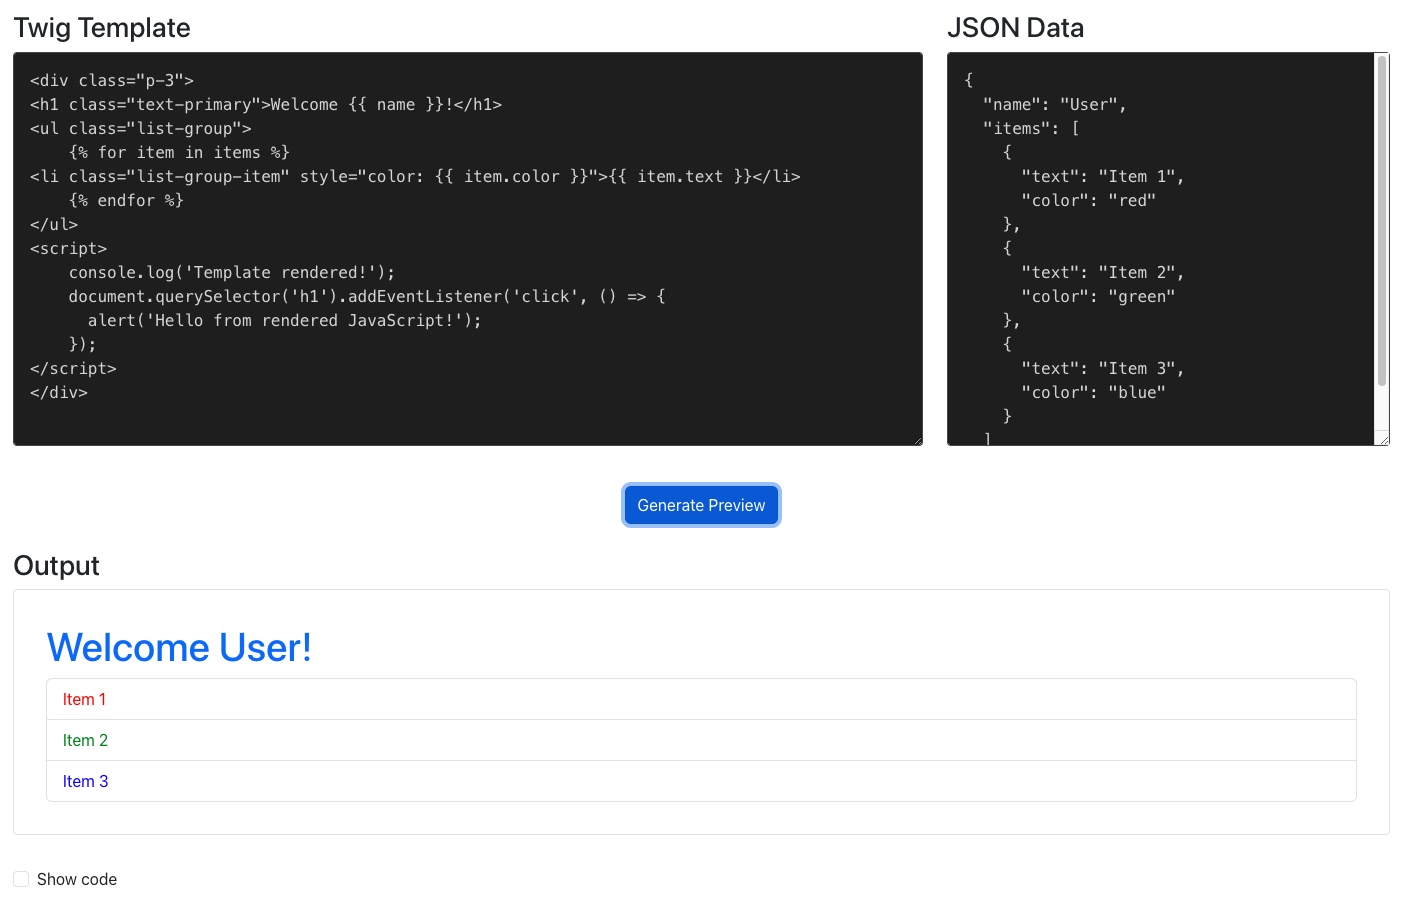 Twig Template
<div class="p-3">
<h1 class="text-primary">Welcome {{ name }}!</h1>
<ul class="list-group">
    {% for item in items %}
<li class="list-group-item" style="color: {{ item.color }}">{{ item.text }}</li>
    {% endfor %}
</ul>
<script>
    console.log('Template rendered!');
    document.querySelector('h1').addEventListener('click', () => {
      alert('Hello from rendered JavaScript!');
    });
</script>
</div>
JSON Data
{
  "name": "User",
  "items": [
    {
      "text": "Item 1",
      "color": "red"
    },
    {
      "text": "Item 2",
      "color": "green"
    },
    {
      "text": "Item 3",
      "color": "blue"
    }
  ]
Generate Preview
Output
Welcome User!
Item 1
Item 2
Item 3
Show code